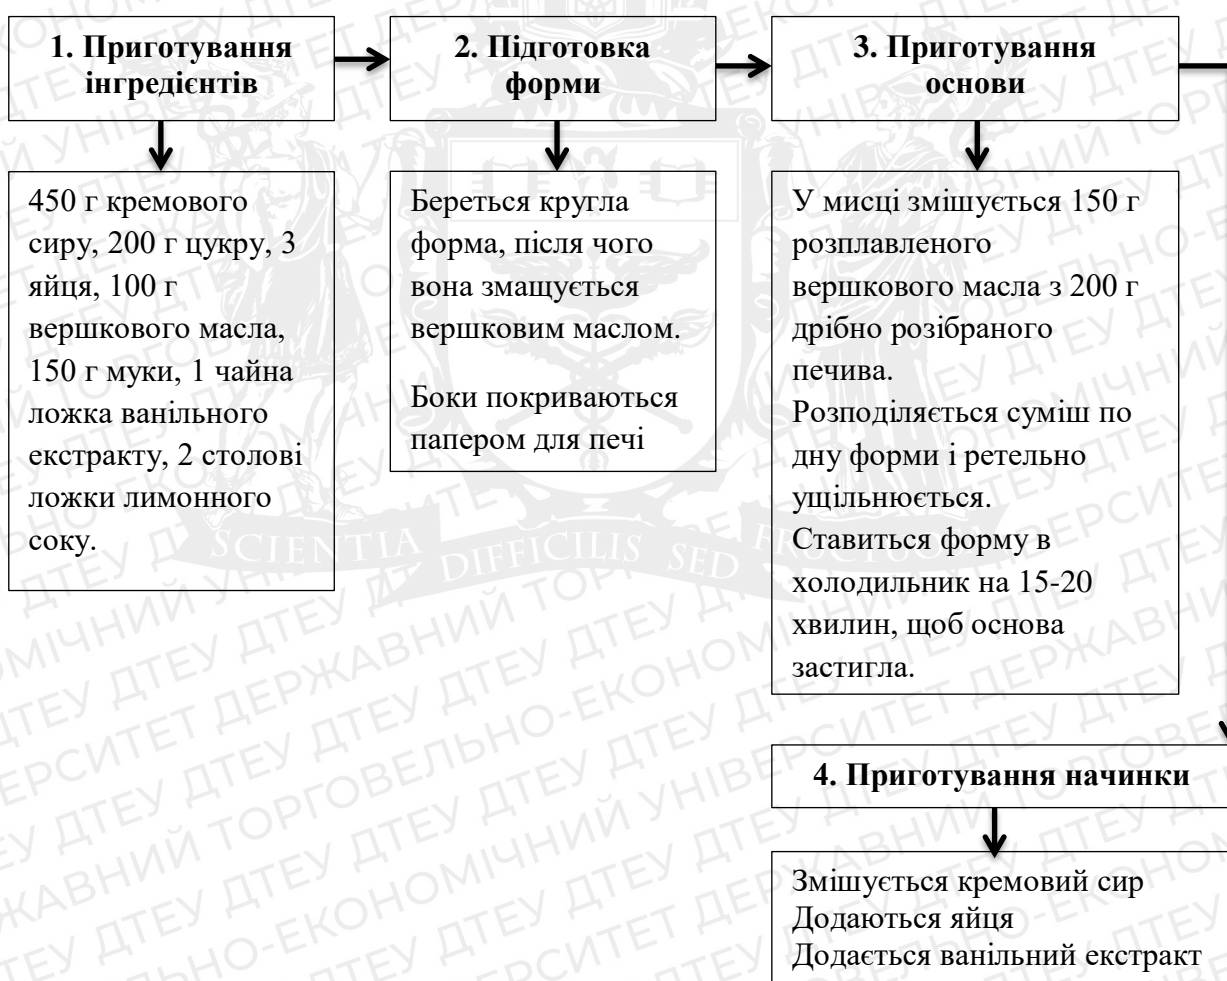 1. Приготування
інгредієнтів
2. Підготовка
форми
3. Приготування
основи
450 г кремового
сиру, 200 г цукру, 3
яйця, 100 г
вершкового масла,
150 г муки, 1 чайна
ложка ванільного
екстракту, 2 столові
ложки лимонного
соку.
Береться кругла
форма, після чого
вона змащується
вершковим маслом.
Боки покриваються
папером для печі
У мисці змішується 150 г
розплавленого
вершкового масла з 200 г
дрібно розібраного
печива.
Розподіляється суміш по
дну форми і ретельно
ущільнюється.
Ставиться форму в
холодильник на 15-20
хвилин, щоб основа
застигла.
4. Приготування начинки
Змішується кремовий сир
Додаються яйця
Додається ванільний екстракт
SCIENTIA DIFFICILIS SED